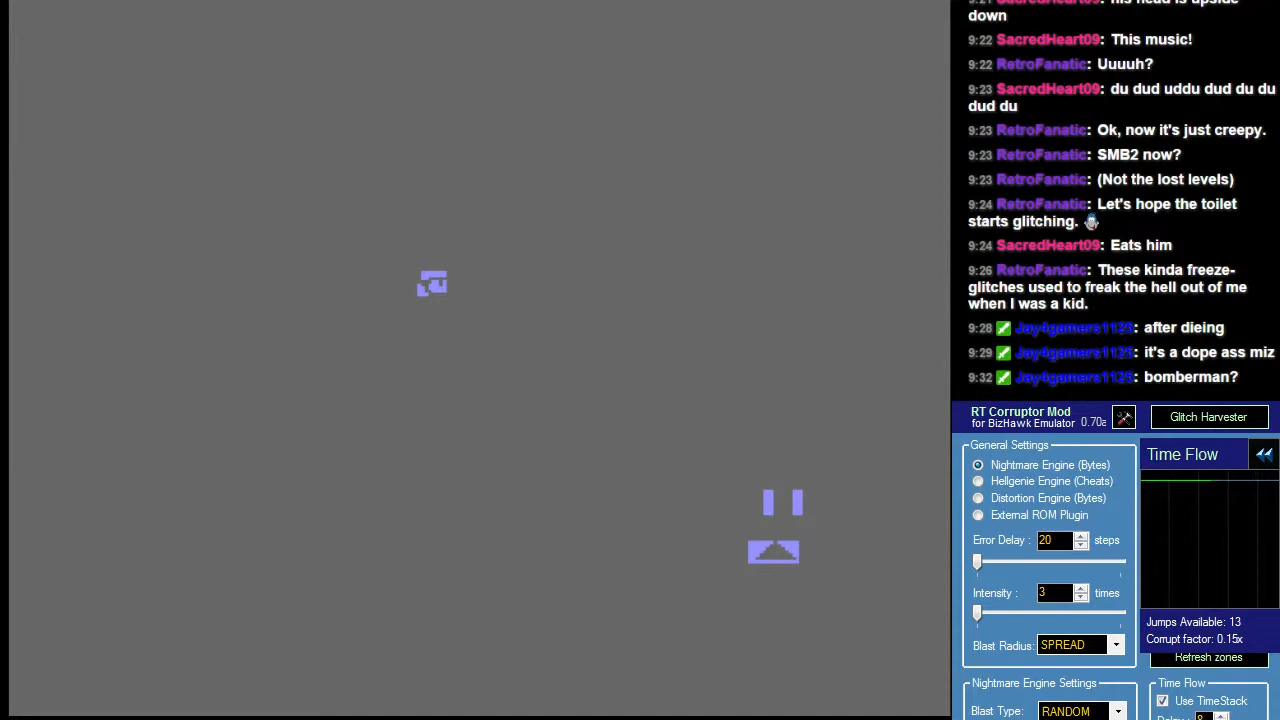 down
9:22 SacredHeart09: This music!
9:22 RetroFanatic: Uuuuh?
9:23 SacredHeart09: du dud uddu dud du du
dud du
9:23 RetroFanatic: Ok, now it's just creepy.
9:23 RetroFanatic: SMB2 now?
9:23 RetroFanatic: (Not the lost levels)
9:24 RetroFanatic: Let's hope the toilet
starts glitching.
9:24 SacredHeart09: Eats him
9:26 RetroFanatic: These kinda freeze-
glitches used to freak the hell out of me
when I was a kid.
9:28 Jay4gamers1125: after dieing
9:29 Jay4gamers1125: it's a dope ass miz
9:32 Jay4gamers1125: bomberman?
RT Corruptor Mod
for BizHawk Emulator 0.70a
Glitch Harvester
General Settings
Nightmare Engine (Bytes)
Hellgenie Engine (Cheats)
Distortion Engine (Bytes)
External ROM Plugin
Error Delay : 20 steps
Intensity : 3 times
Blast Radius: SPREAD
Time Flow
Jumps Available: 13
Corrupt factor: 0.15x
Refresh zones
Nightmare Engine Settings
Blast Type: RANDOM
Time Flow
Use TimeStack